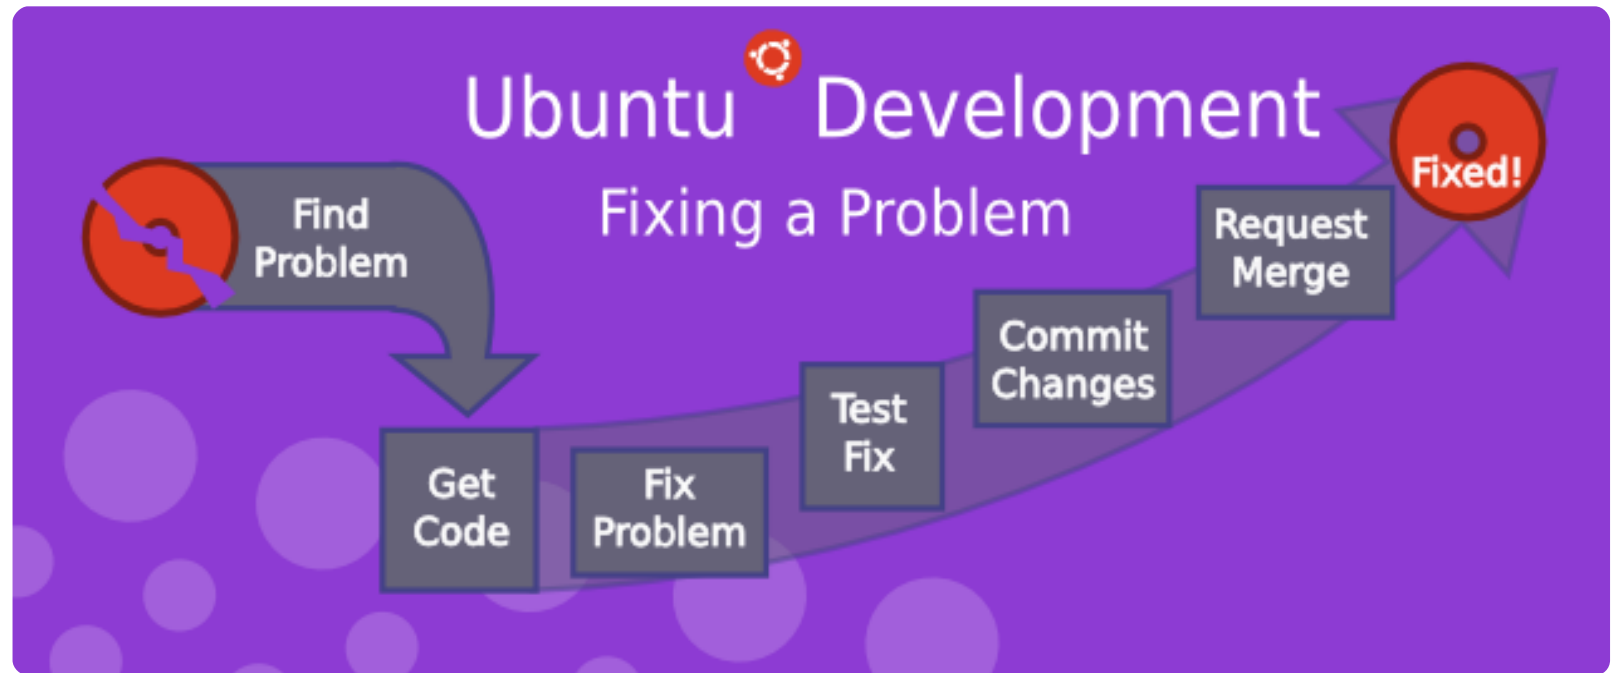 Ubuntu Development
Fixing a Problem
Find
Problem
Get
Code
Fix
Problem
Test
Fix
Commit
Changes
Request
Merge
Fixed!